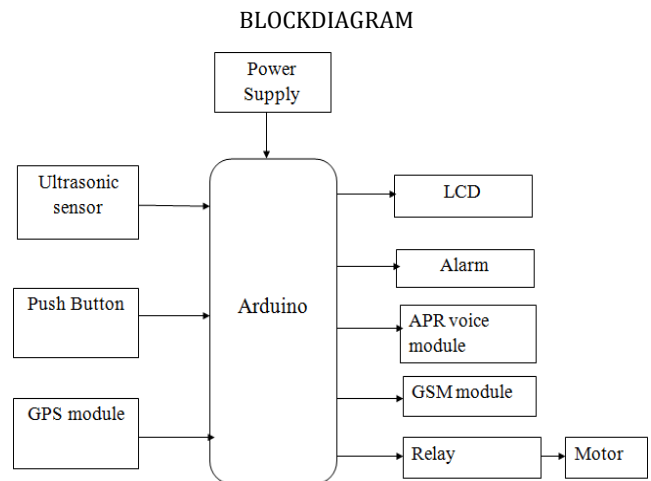 BLOCKDIAGRAM
Power
Supply
Ultrasonic
sensor
Push Button
GPS module
Arduino
LCD
Alarm
APR voice
module
GSM module
Relay
Motor